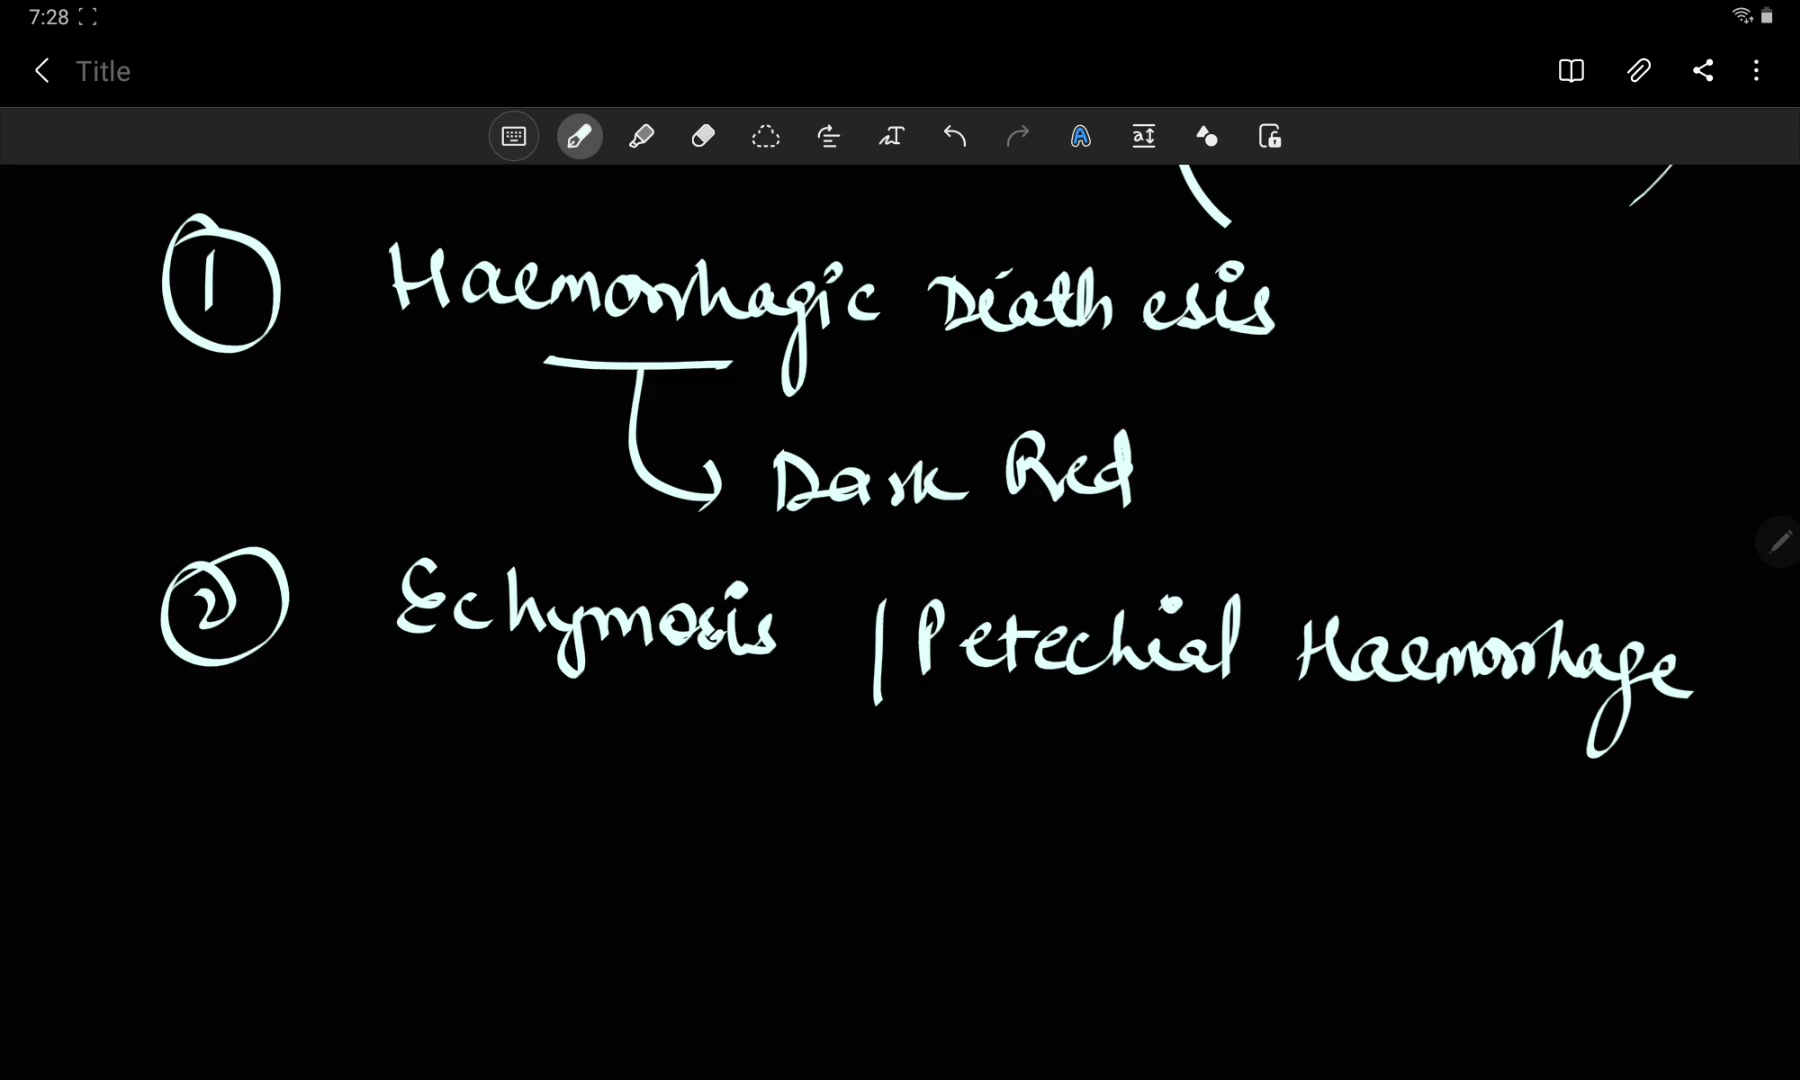 7:28
Title
1 Haemorrhagic Diathesis
Dark Red
2 Echymosis / Petechial Haemorrhage